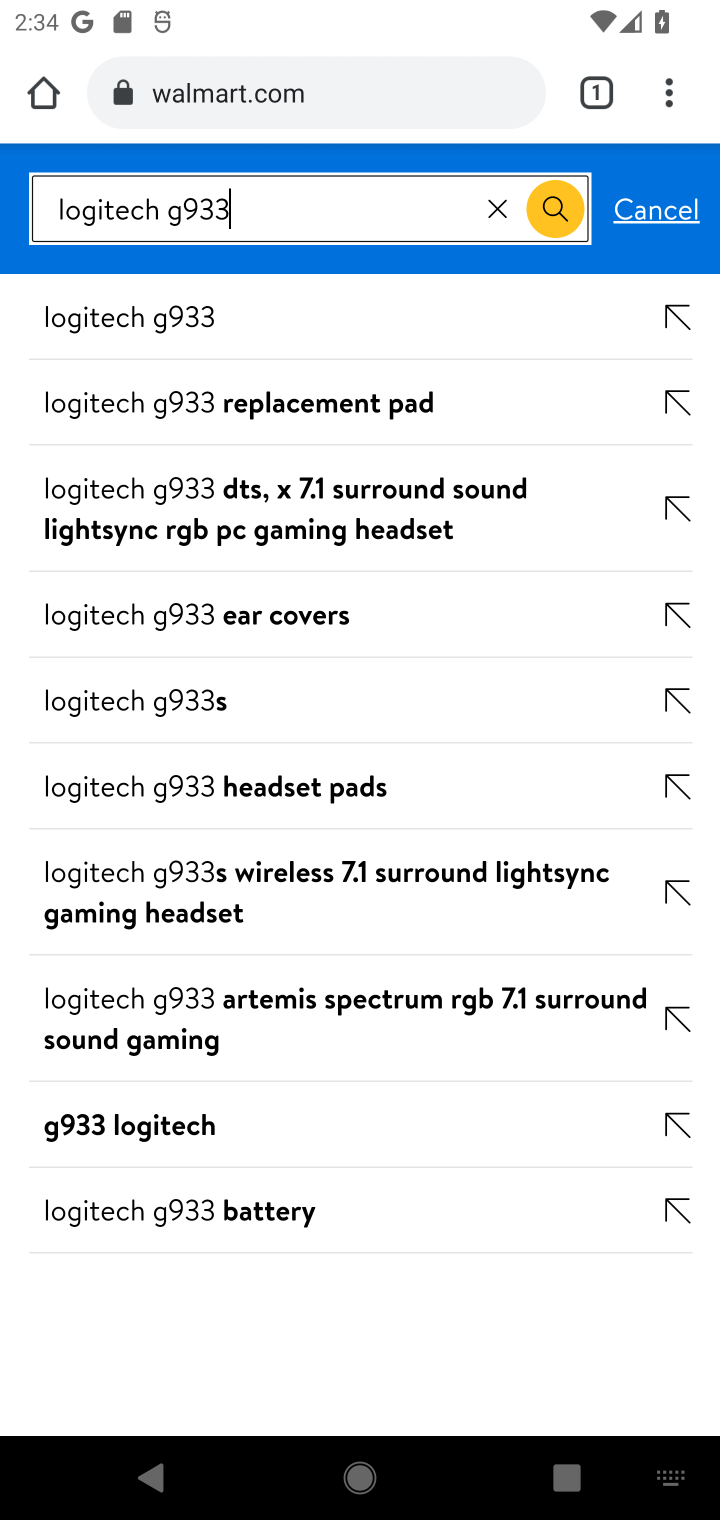 2:34
walmart.com
1
logitech g933
Cancel
logitech g933
logitech g933 replacement pad
logitech g933 dts, x 7.1 surround sound
lightsync rgb pc gaming headset
logitech g933 ear covers
logitech g933s
logitech g933 headset pads
logitech g933s wireless 7.1 surround lightsync
gaming headset
logitech g933 artemis spectrum rgb 7.1 surround
sound gaming
g933 logitech
logitech g933 battery